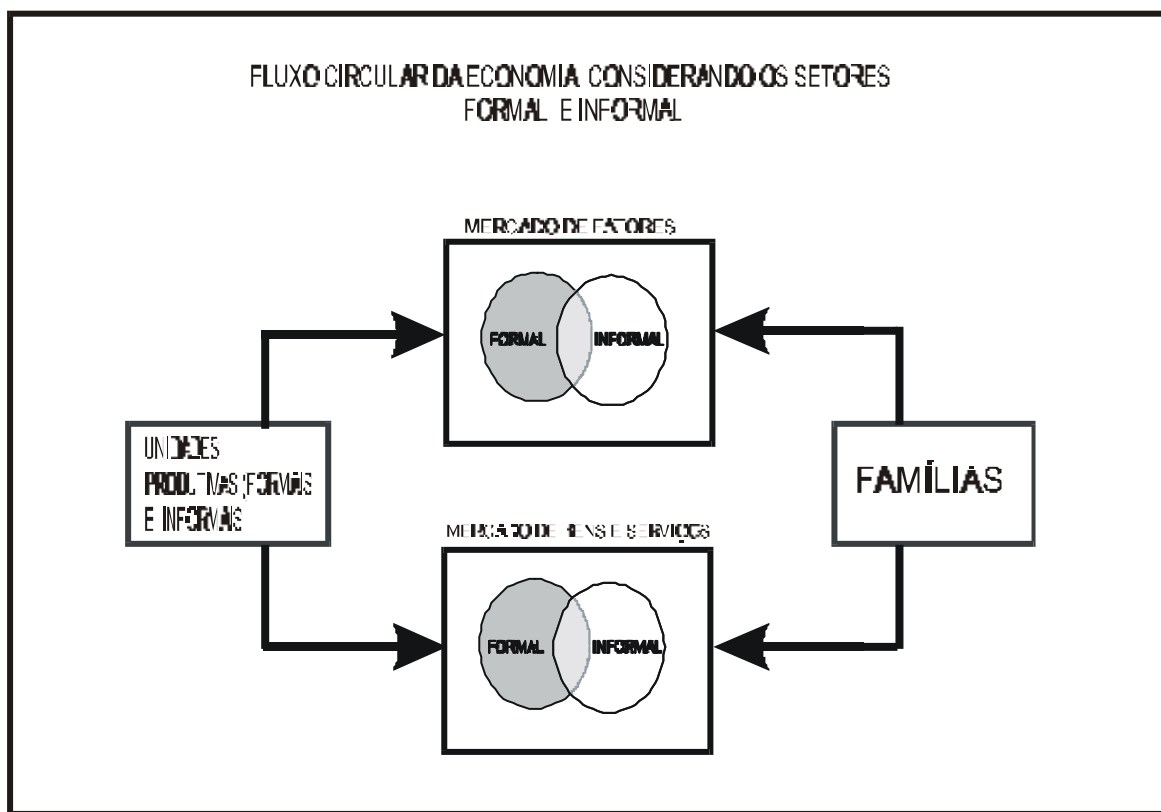 FLUXO CIRCULAR DA ECONOMIA CONSIDERANDO OS SETORES
FORMAL E INFORMAL
MERCADO DE FATORES
FORMAL INFORMAL
UNIDADES
PRODUTIVAS (FORMAIS
E INFORMAIS
FAMÍLIAS
MERCADO DE BENS E SERVIÇOS
FORMAL INFORMAL